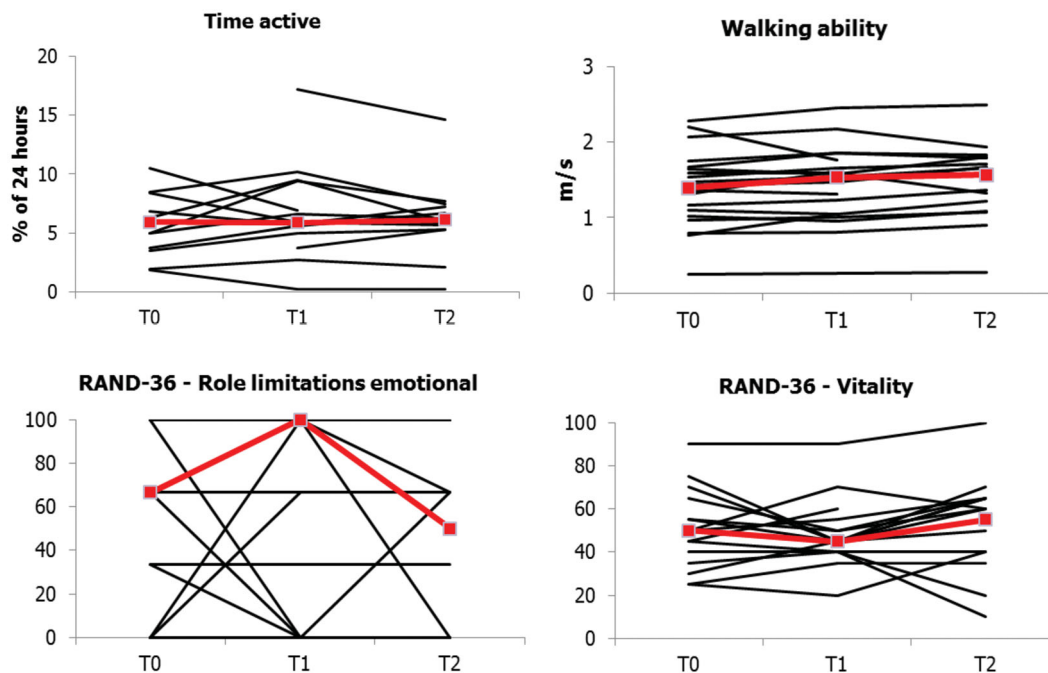 Time active
% of 24 hours
20
15
10
5
0
T0 T1 T2
Walking ability
m/s
3
2
1
0
T0 T1 T2
RAND-36 - Role limitations emotional
100
80
60
40
20
0
T0 T1 T2
RAND-36 - Vitality
100
80
60
40
20
0
T0 T1 T2